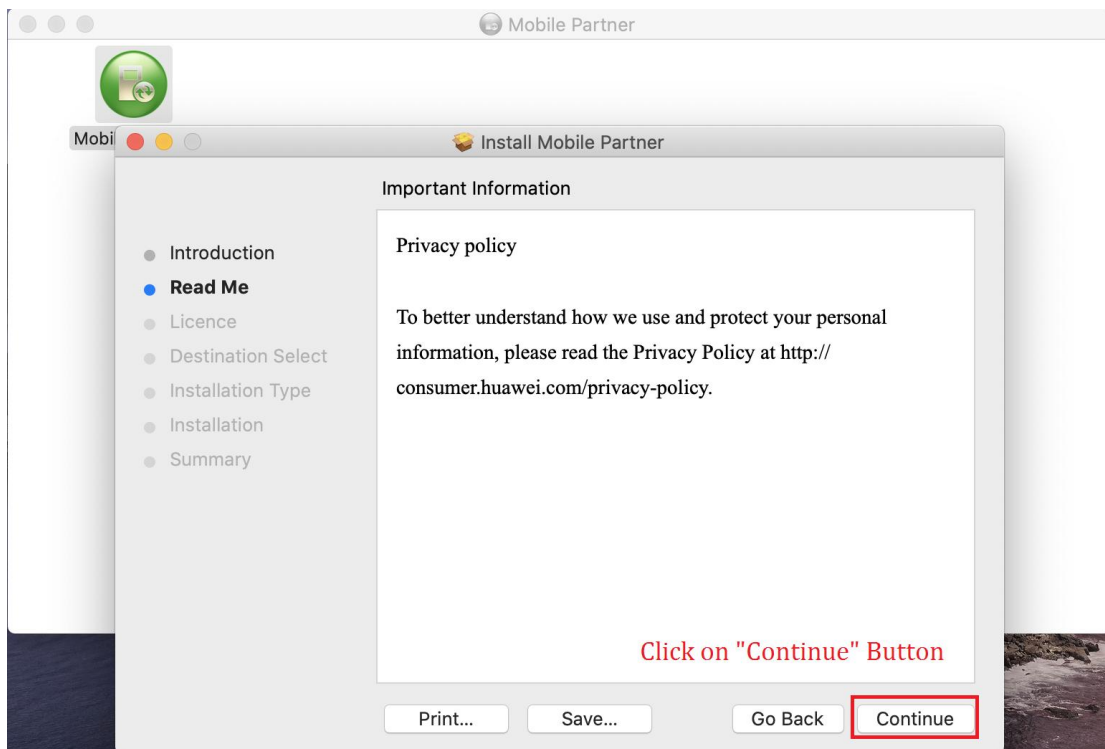 Mobile Partner
Mobi
Install Mobile Partner
Important Information
Introduction
Read Me
Licence
Destination Select
Installation Type
Installation
Summary
Privacy policy
To better understand how we use and protect your personal
information, please read the Privacy Policy at http://
consumer.huawei.com/privacy-policy.
Click on "Continue" Button
Print...
Save...
Go Back
Continue